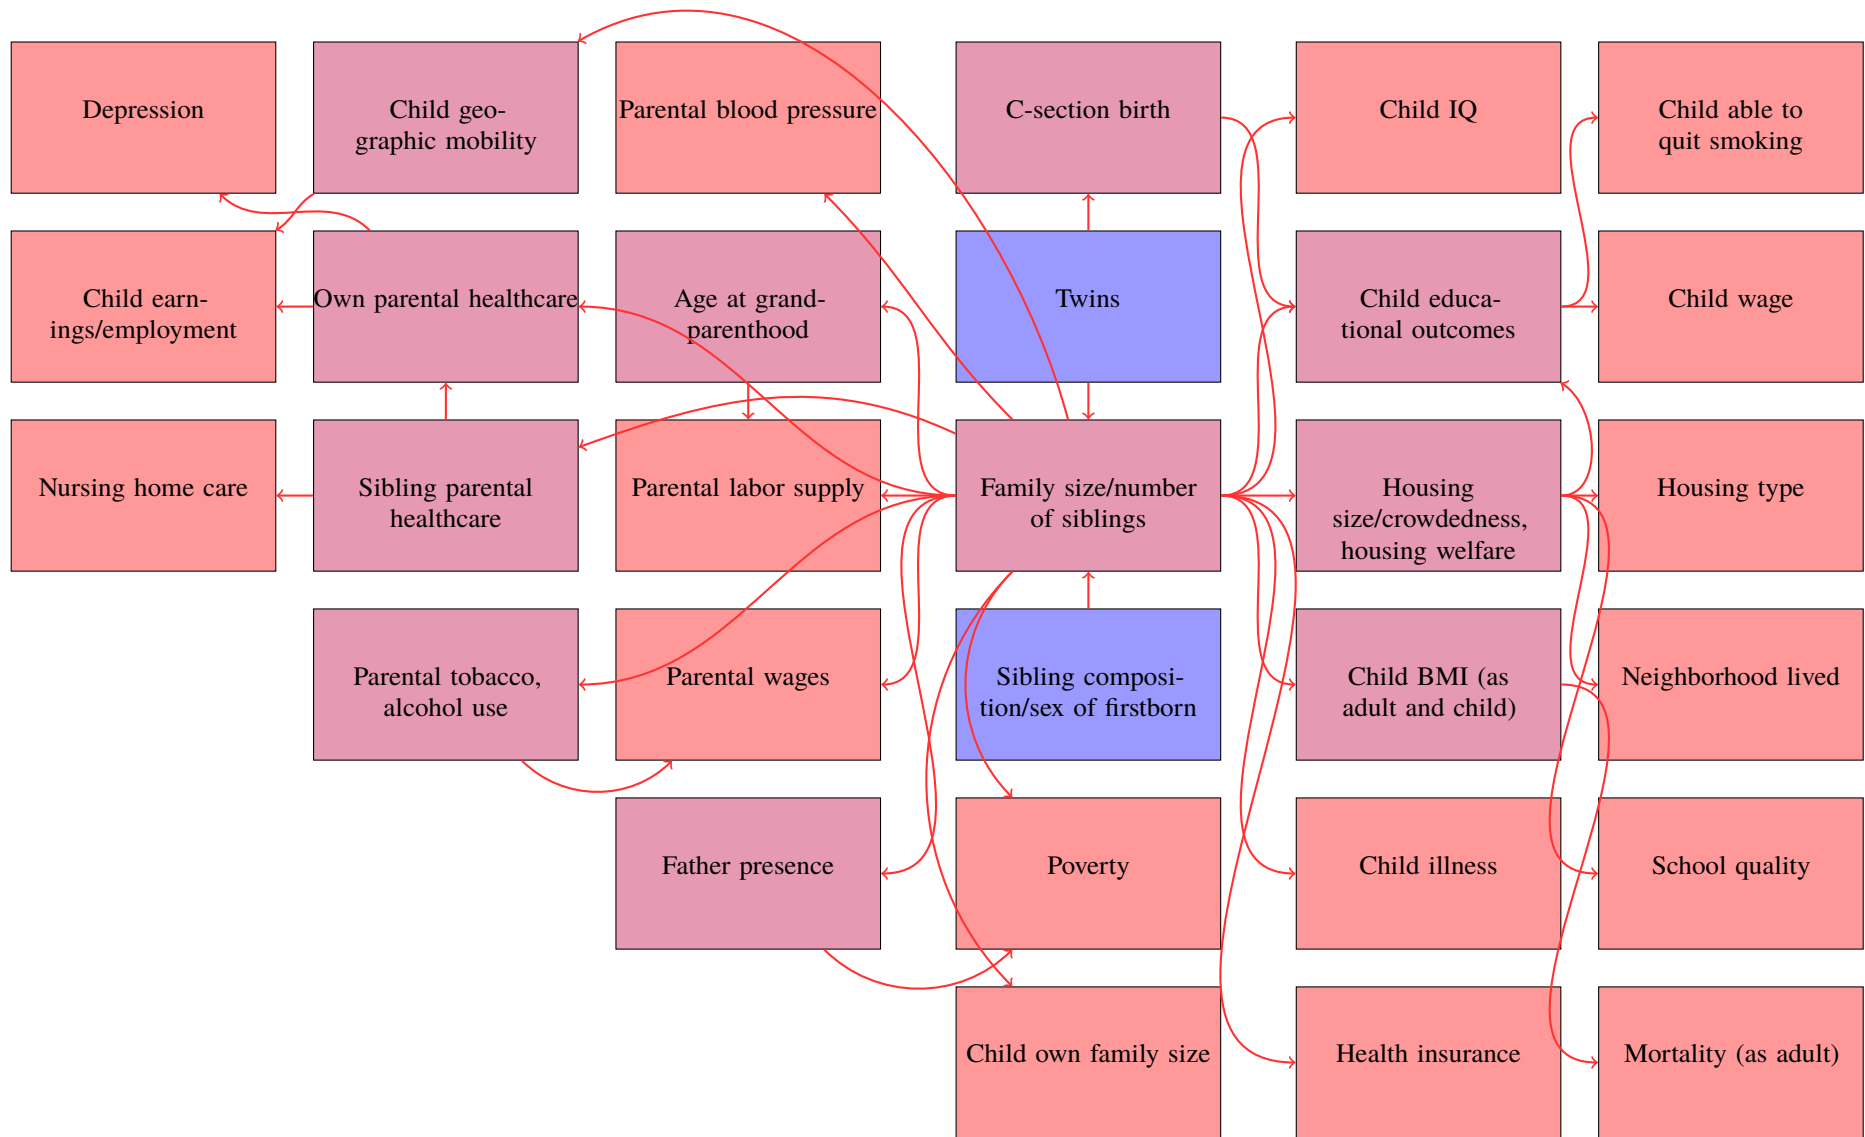 Depression
Child geo-
graphic mobility
Parental blood pressure
C-section birth
Child IQ
Child able to
quit smoking
Child earn-
ings/employment
Own parental healthcare
Age at grand-
parenthood
Twins
Child educa-
tional outcomes
Child wage
Nursing home care
Sibling parental
healthcare
Parental labor supply
Family size/number
of siblings
Housing
size/crowdedness,
housing welfare
Housing type
Parental tobacco,
alcohol use
Parental wages
Sibling composi-
tion/sex of firstborn
Child BMI (as
adult and child)
Neighborhood lived
Father presence
Poverty
Child illness
School quality
Child own family size
Health insurance
Mortality (as adult)